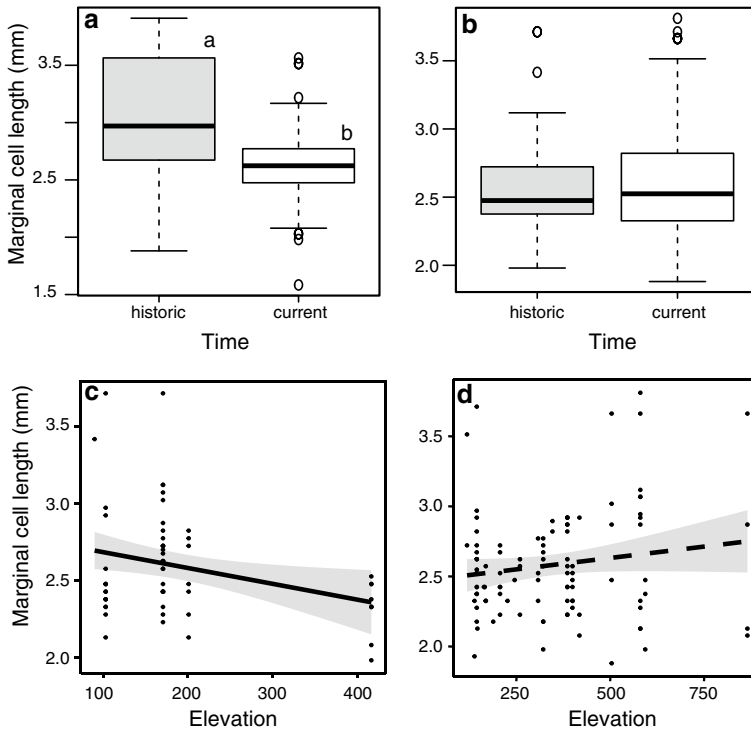 a
a
b
Marginal cell length (mm)
3.5
2.5
1.5
historic
current
Time
b
3.5
3.0
2.5
2.0
historic
current
Time
c
Marginal cell length (mm)
3.5
3.0
2.5
2.0
100
200
300
400
Elevation
d
3.5
3.0
2.5
2.0
250
500
750
Elevation